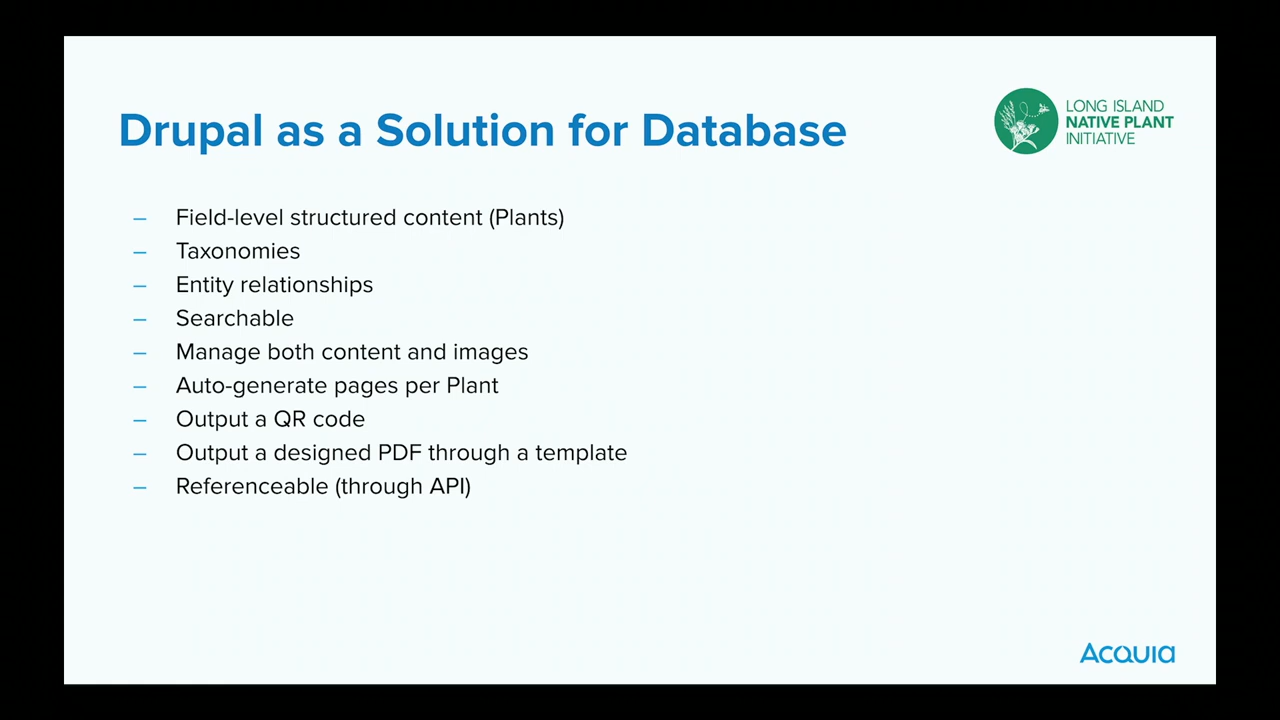 Drupal as a Solution for Database
LONG ISLAND
NATIVE PLANT
INITIATIVE
– Field-level structured content (Plants)
– Taxonomies
– Entity relationships
– Searchable
– Manage both content and images
– Auto-generate pages per Plant
– Output a QR code
– Output a designed PDF through a template
– Referenceable (through API)
Acquia